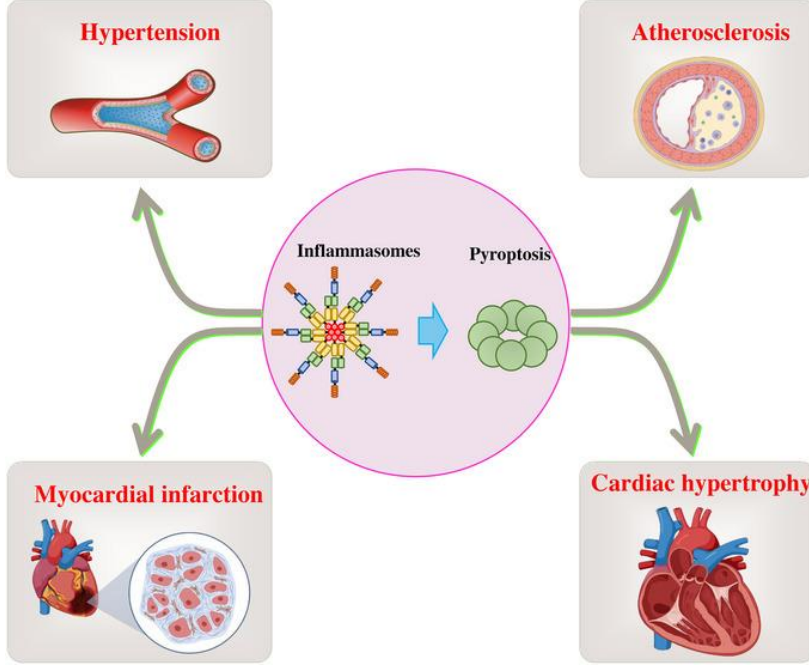 Hypertension
Atherosclerosis
Inflammasomes
Pyroptosis
Myocardial infarction
Cardiac hypertrophy